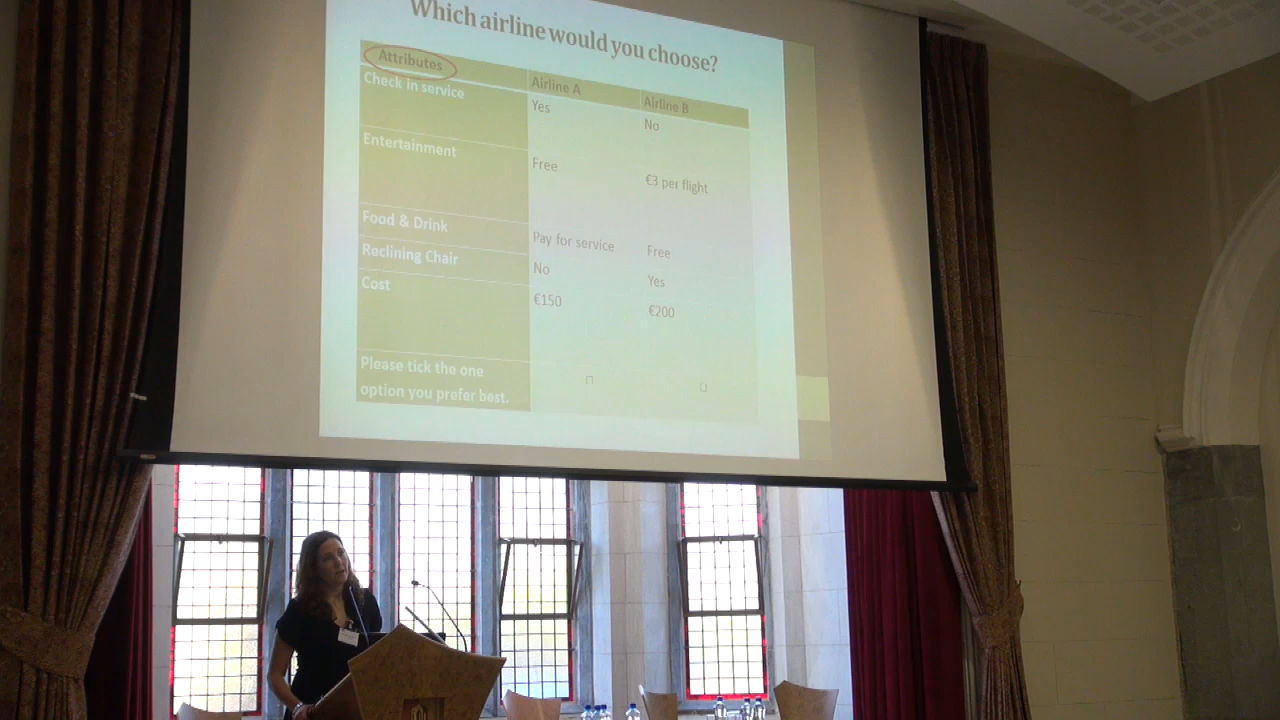 Which airline would you choose?
Attributes Airline A Airline B
Check in service Yes No
Entertainment Free €3 per flight
Food & Drink Pay for service Free
Reclining Chair No Yes
Cost €150 €200
Please tick the one
option you prefer best.